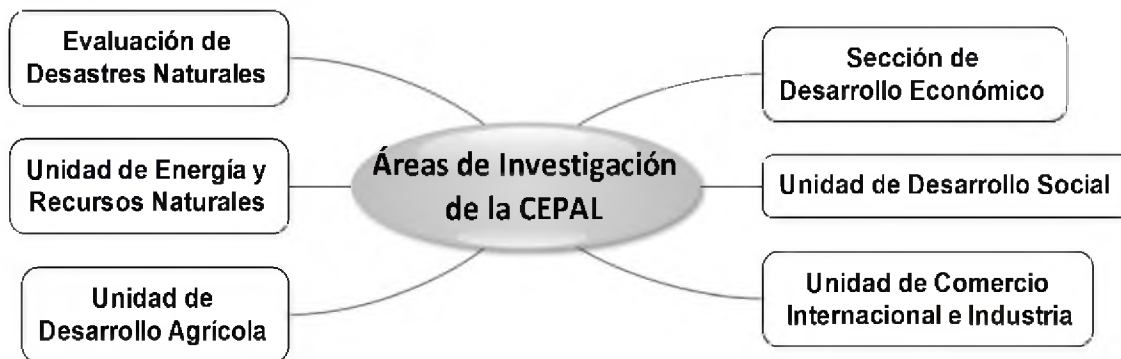 Evaluación de
Desastres Naturales
Unidad de Energía y
Recursos Naturales
Unidad de
Desarrollo Agrícola
Áreas de Investigación
de la CEPAL
Sección de
Desarrollo Económico
Unidad de Desarrollo Social
Unidad de Comercio
Internacional e Industria